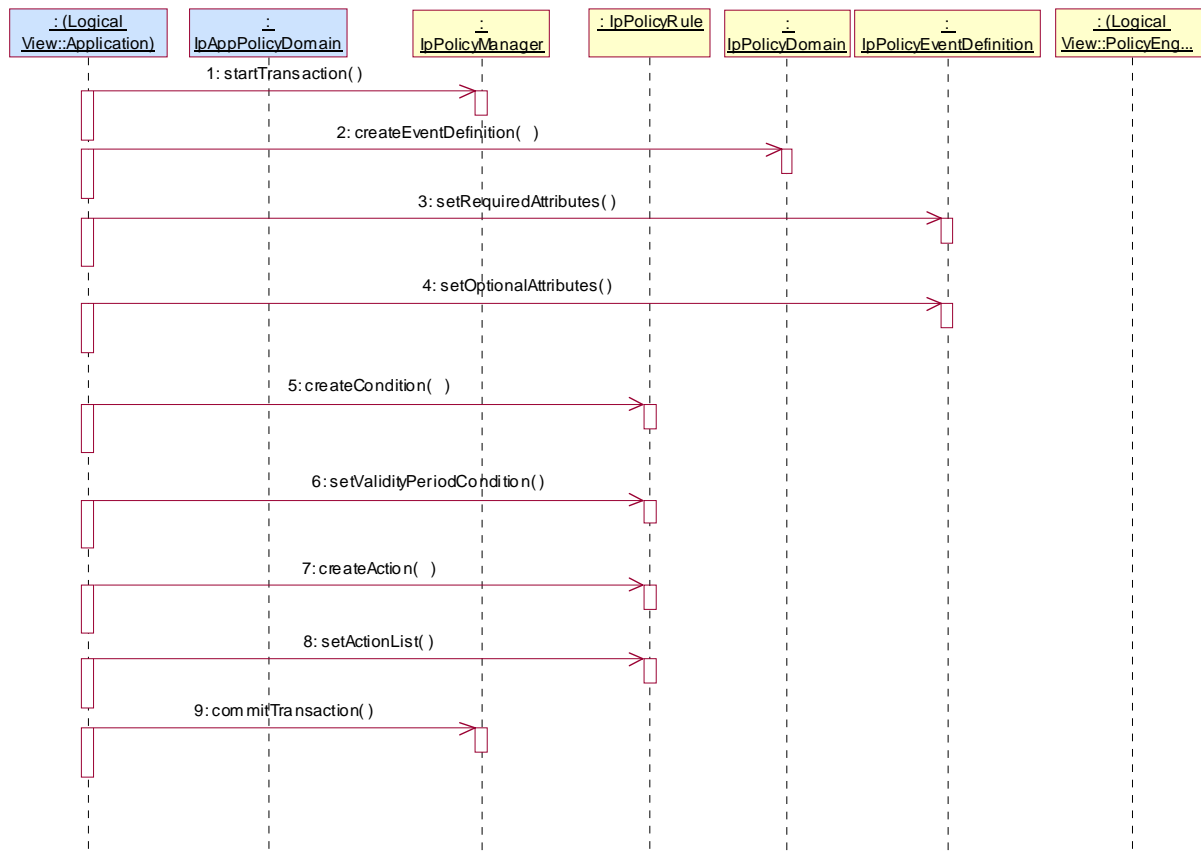 : (Logical
View::Application)
:
IpAppPolicyDomain
:
IpPolicyManager
: IpPolicyRule
:
IpPolicyDomain
:
IpPolicyEventDefinition
: (Logical
View::PolicyEng...
1: startTransaction( )
2: createEventDefinition(  )
3: setRequiredAttributes( )
4: setOptionalAttributes( )
5: createCondition(  )
6: setValidityPeriodCondition( )
7: createAction(  )
8: setActionList( )
9: commitTransaction( )